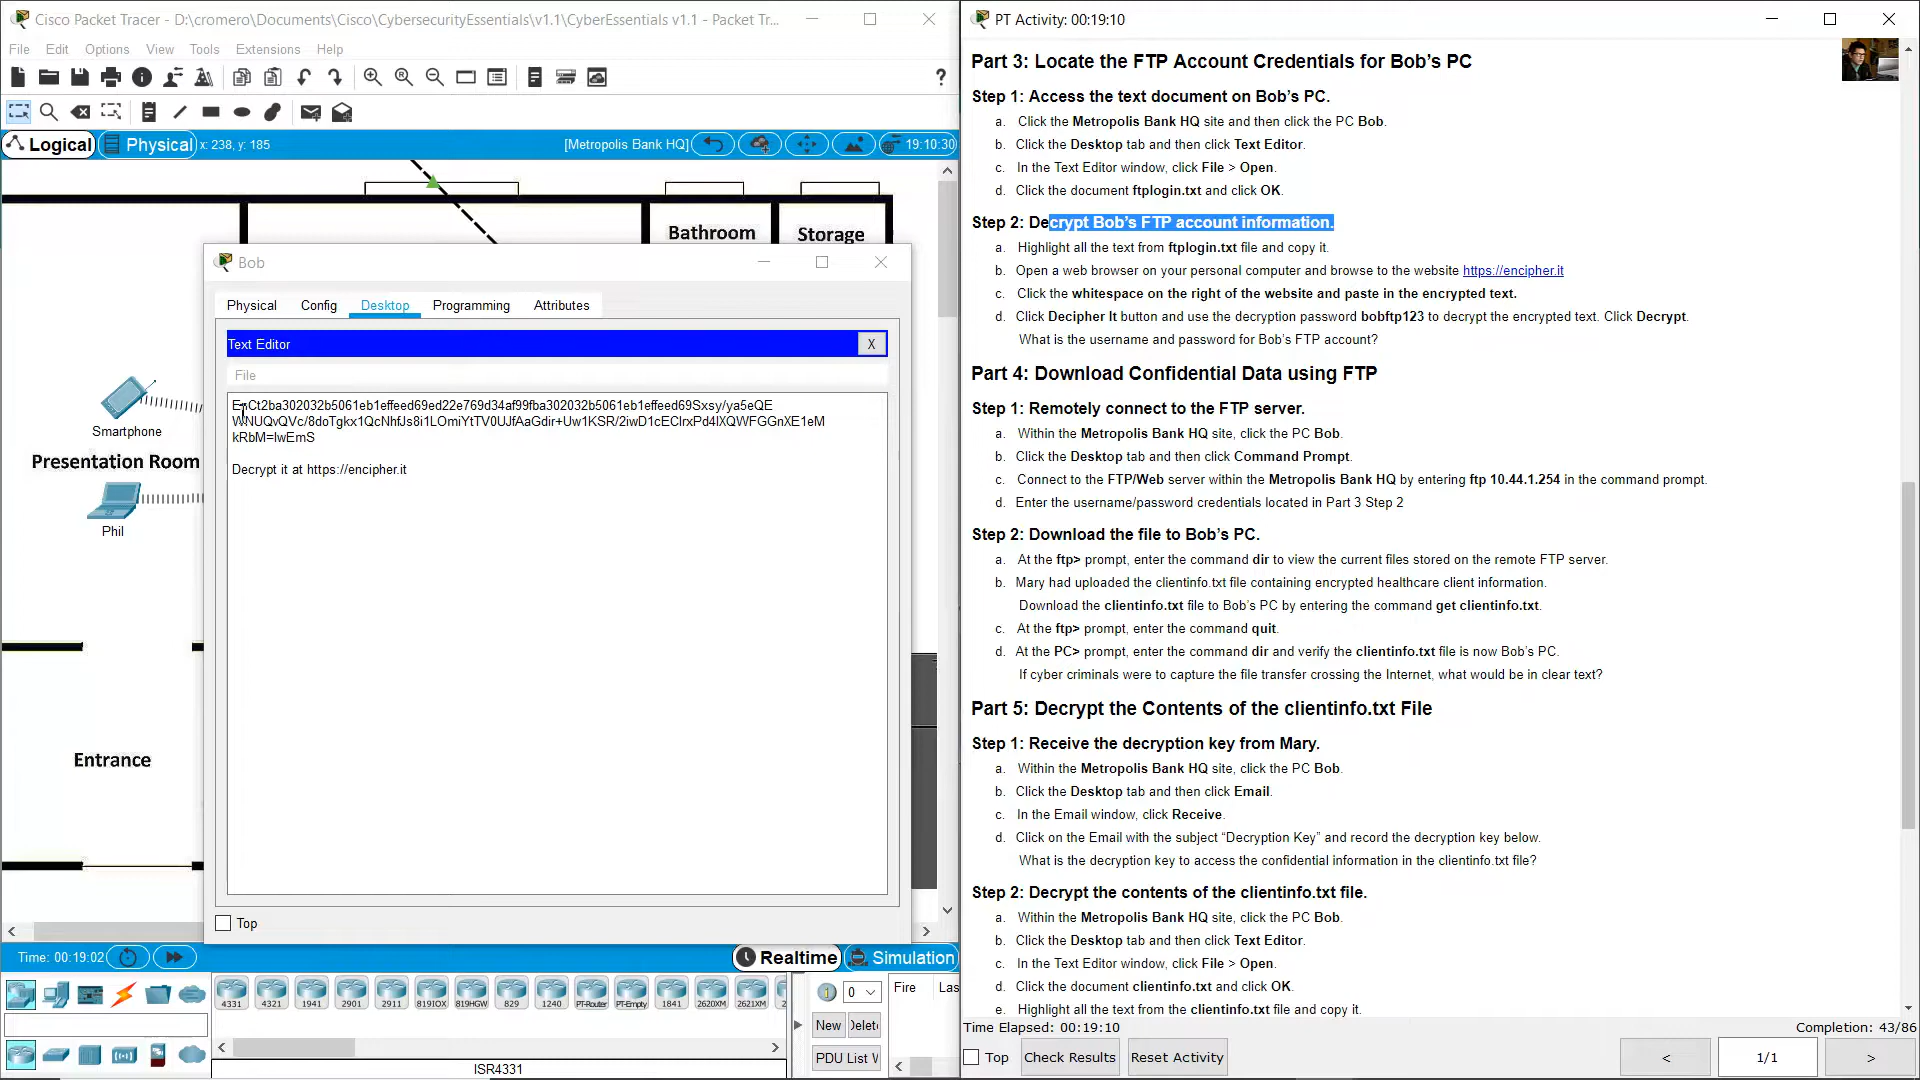 Cisco Packet Tracer - D:\cromero\Documents\Cisco\CybersecurityEssentials\v1.1\CyberEssentials v1.1 - Packet Tr...
File Edit Options View Tools Extensions Help
?
Logical Physical x: 238, y: 185 [Metropolis Bank HQ] 19:10:30
Bathroom
Storage
Smartphone
Presentation Room
Phil
Entrance
Bob
Physical Config Desktop Programming Attributes
Text Editor X
File
WNUQvQVc/8doTgkx1QcNhfJs8i1LOmiYtTV0UJfAaGdir+Uw1KSR/2iwD1cEClrxPd4lXQWFGGnXE1eM
kRbM=IwEmS
Decrypt it at https://encipher.it
Top
Time: 00:19:02 Realtime Simulation
4331 4321 1941 2901 2911 819IOX 819HGW 829 1240 PT-Router PT-Empty 1841 2620XM 2621XM 2
ISR4331
0
New Delete
PDU List W
Fire Las
PT Activity: 00:19:10
Part 3: Locate the FTP Account Credentials for Bob's PC
Step 1: Access the text document on Bob's PC.
a. Click the Metropolis Bank HQ site and then click the PC Bob.
b. Click the Desktop tab and then click Text Editor.
c. In the Text Editor window, click File > Open.
d. Click the document ftplogin.txt and click OK.
Step 2: Decrypt Bob's FTP account information.
a. Highlight all the text from ftplogin.txt file and copy it.
b. Open a web browser on your personal computer and browse to the website https://encipher.it
c. Click the whitespace on the right of the website and paste in the encrypted text.
d. Click Decipher It button and use the decryption password bobftp123 to decrypt the encrypted text. Click Decrypt.
What is the username and password for Bob's FTP account?
Part 4: Download Confidential Data using FTP
Step 1: Remotely connect to the FTP server.
a. Within the Metropolis Bank HQ site, click the PC Bob.
b. Click the Desktop tab and then click Command Prompt.
c. Connect to the FTP/Web server within the Metropolis Bank HQ by entering ftp 10.44.1.254 in the command prompt.
d. Enter the username/password credentials located in Part 3 Step 2
Step 2: Download the file to Bob's PC.
a. At the ftp> prompt, enter the command dir to view the current files stored on the remote FTP server.
b. Mary had uploaded the clientinfo.txt file containing encrypted healthcare client information.
Download the clientinfo.txt file to Bob's PC by entering the command get clientinfo.txt.
c. At the ftp> prompt, enter the command quit.
d. At the PC> prompt, enter the command dir and verify the clientinfo.txt file is now Bob's PC.
If cyber criminals were to capture the file transfer crossing the Internet, what would be in clear text?
Part 5: Decrypt the Contents of the clientinfo.txt File
Step 1: Receive the decryption key from Mary.
a. Within the Metropolis Bank HQ site, click the PC Bob.
b. Click the Desktop tab and then click Email.
c. In the Email window, click Receive.
d. Click on the Email with the subject “Decryption Key” and record the decryption key below.
What is the decryption key to access the confidential information in the clientinfo.txt file?
Step 2: Decrypt the contents of the clientinfo.txt file.
a. Within the Metropolis Bank HQ site, click the PC Bob.
b. Click the Desktop tab and then click Text Editor.
c. In the Text Editor window, click File > Open.
d. Click the document clientinfo.txt and click OK.
e. Highlight all the text from the clientinfo.txt file and copy it.
Time Elapsed: 00:19:10 Completion: 43/86
Top Check Results Reset Activity < 1/1 >